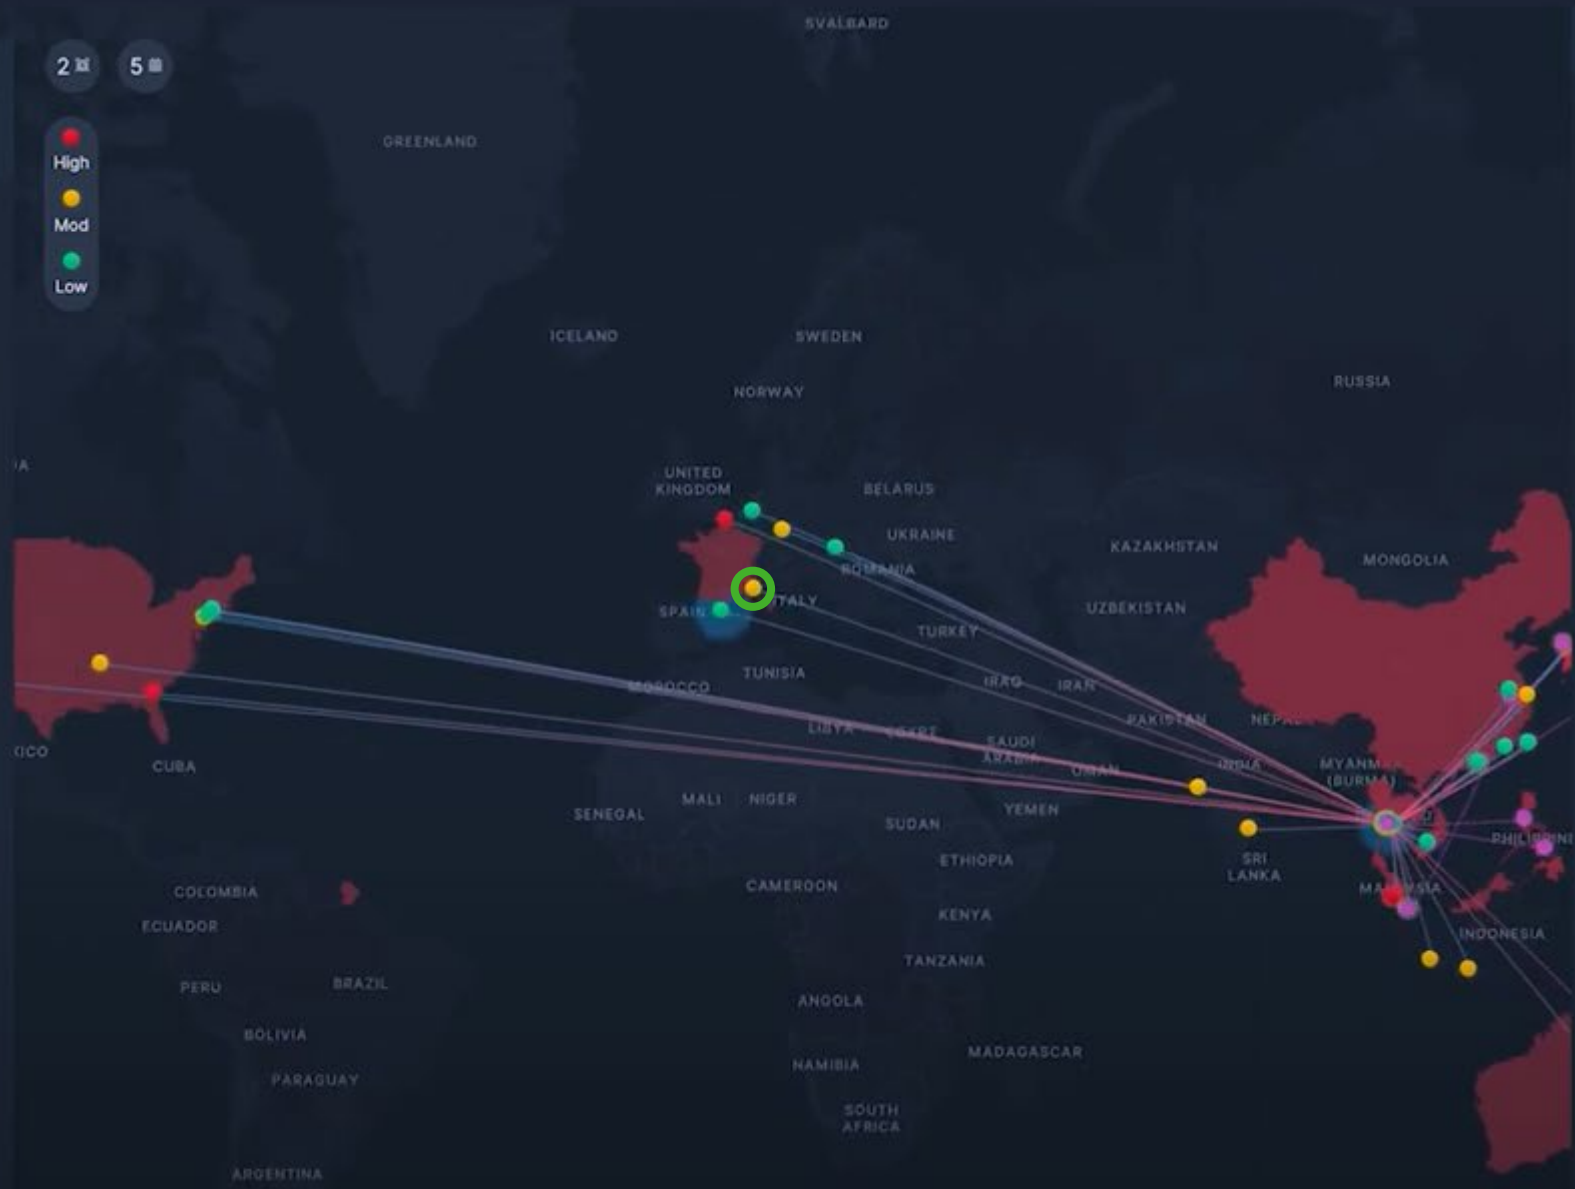 SVALBARD
2
5
High
Mod
Low
GREENLAND
ICELAND
SWEDEN
NORWAY
RUSSIA
UNITED
KINGDOM
BELARUS
UKRAINE
KAZAKHSTAN
MONGOLIA
ROMANIA
ITALY
SPAIN
UZBEKISTAN
TURKEY
TUNISIA
MOROCCO
IRAQ
IRAN
PAKISTAN
NEPAL
LIBYA
EGYPT
SAUDI
ARABIA
OMAN
INDIA
MYANMAR
(BURMA)
CUBA
SENEGAL
MALI
NIGER
YEMEN
SUDAN
ETHIOPIA
SRI
LANKA
PHILIPPINE
CAMEROON
MALAYSIA
COLOMBIA
ECUADOR
KENYA
INDONESIA
TANZANIA
PERU
BRAZIL
ANGOLA
BOLIVIA
MADAGASCAR
NAMIBIA
PARAGUAY
SOUTH
AFRICA
ARGENTINA